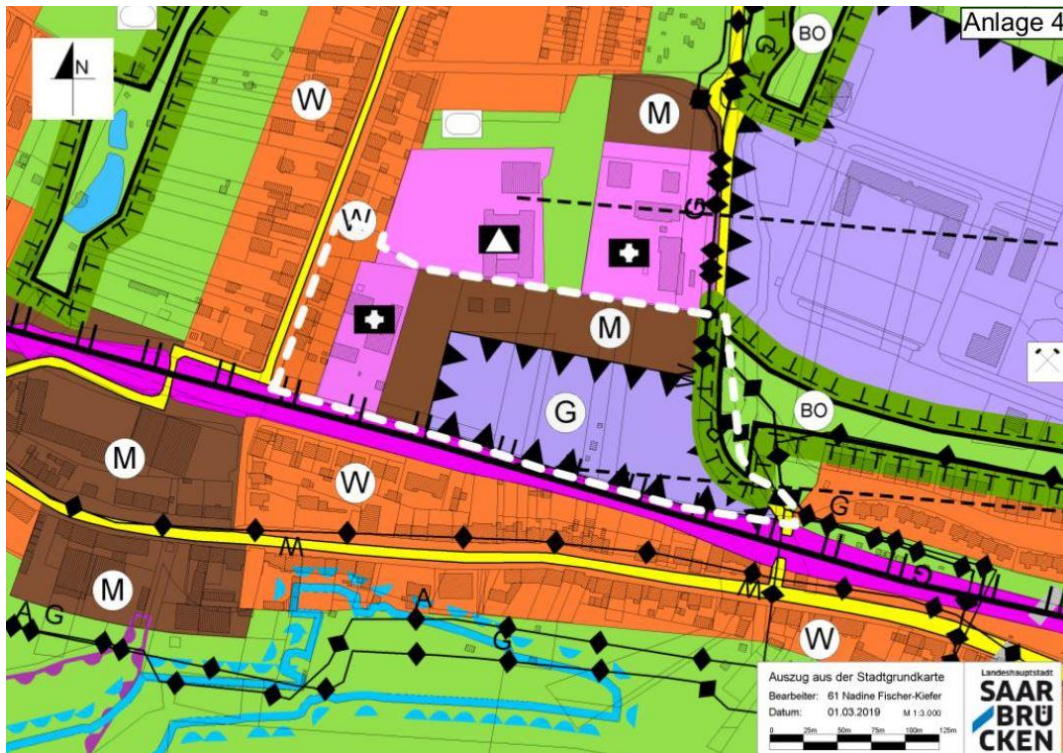 Anlage 4
N
BO
W
M
G
W
M
M
G
BO
M
W
G
W
M
G
M
A
A G
G
W
Auszug aus der Stadtgrundkarte
Bearbeiter: 61 Nadine Fischer-Kiefer
Datum: 01.03.2019 M 1:3.000
0 25m 50m 75m 100m 125m
Landeshauptstadt
SAAR
BRÜ
CKEN